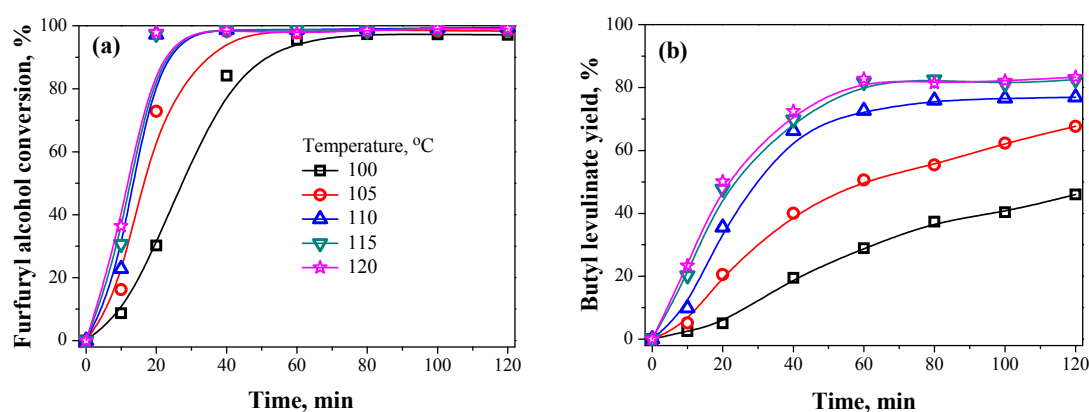 (a)
Furfuryl alcohol conversion, %
100
80
60
40
20
0
Temperature, °C
100
105
110
115
120
0 20 40 60 80 100 120
Time, min
(b)
Butyl levulinate yield, %
100
80
60
40
20
0
0 20 40 60 80 100 120
Time, min